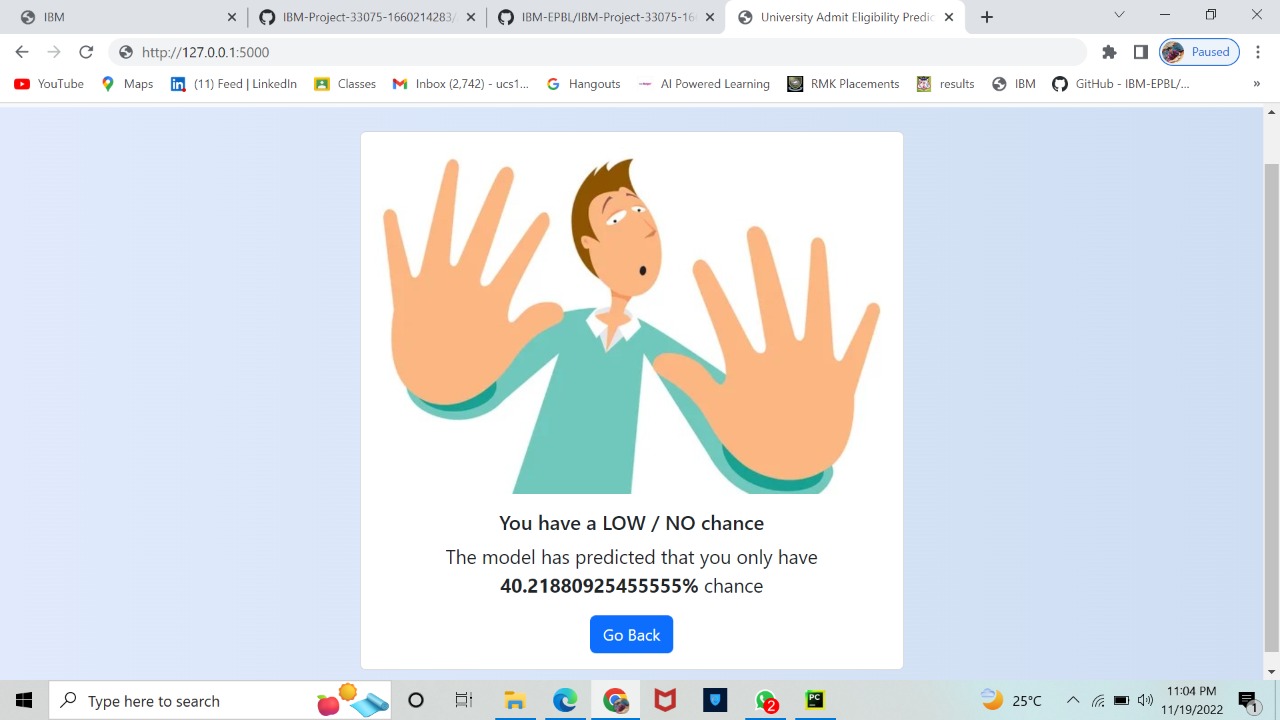 IBM
IBM-Project-33075-1660214283/
IBM-EPBL/IBM-Project-33075-16
University Admit Eligibility Predic
http://127.0.0.1:5000
Paused
YouTube
Maps
(11) Feed | LinkedIn
Classes
Inbox (2,742) - ucs1...
Hangouts
AI Powered Learning
RMK Placements
results
IBM
GitHub - IBM-EPBL/...
You have a LOW / NO chance
The model has predicted that you only have
40.21880925455555% chance
Go Back
Type here to search
2
PC
25°C
11:04 PM
11/19/2022
1